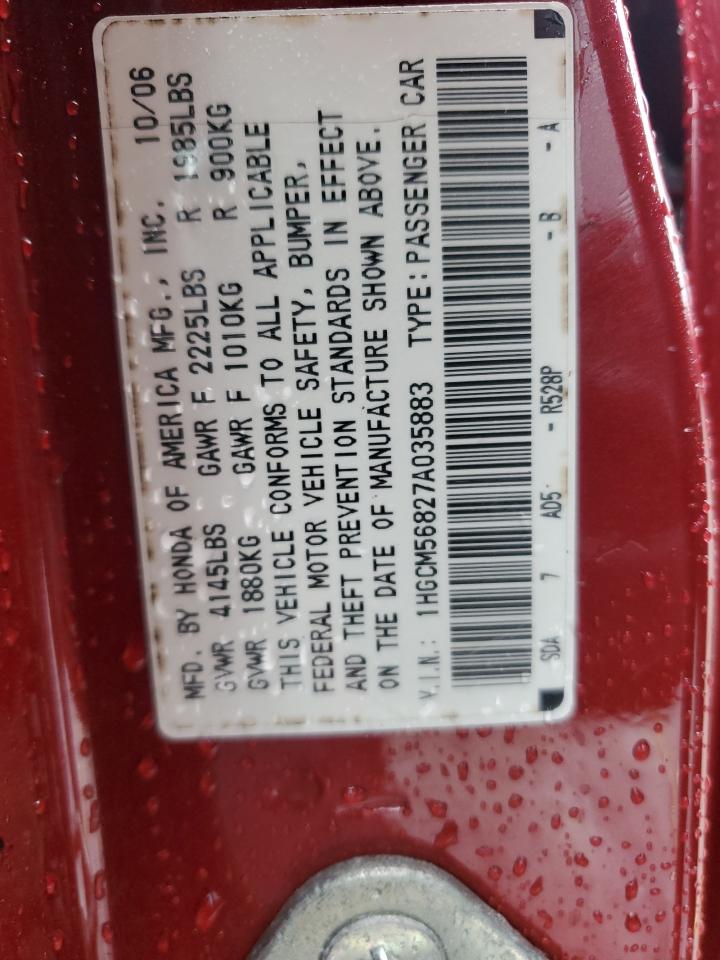 MFD. BY HONDA OF AMERICA MFG., INC. 10/06
GVWR 4145LBS GAWR F 2225LBS R 1985LBS
GVWR 1880KG GAWR F 1010KG R 900KG
THIS VEHICLE CONFORMS TO ALL APPLICABLE
FEDERAL MOTOR VEHICLE SAFETY, BUMPER,
AND THEFT PREVENTION STANDARDS IN EFFECT
ON THE DATE OF MANUFACTURE SHOWN ABOVE.
V.I.N.: 1HGCM56827A035883 TYPE:PASSENGER CAR
SDA 7 AD5 - R528P - B - A